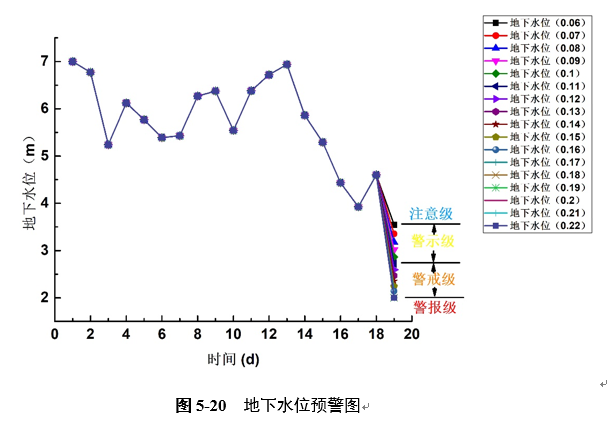 地下水位（0.06）
地下水位（0.07）
地下水位（0.08）
地下水位（0.09）
地下水位（0.1）
地下水位（0.11）
地下水位（0.12）
地下水位（0.13）
地下水位（0.14）
地下水位（0.15）
地下水位（0.16）
地下水位（0.17）
地下水位（0.18）
地下水位（0.19）
地下水位（0.2）
地下水位（0.21）
地下水位（0.22）
地下水位（m）
7
6
5
4
3
2
注意级
警示级
警戒级
警报级
0 2 4 6 8 10 12 14 16 18 20
时间 (d)
图 5-20 地下水位预警图